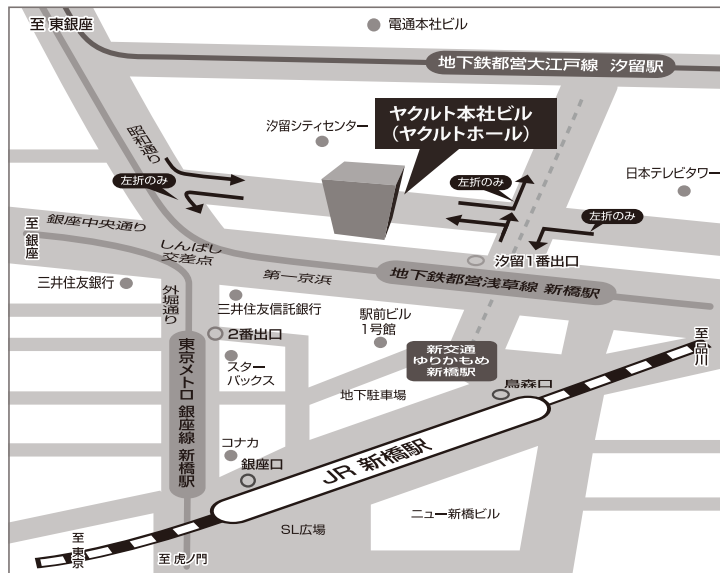 至 東銀座
電通本社ビル
地下鉄都営大江戸線 汐留駅
昭和通り
汐留シティセンター
ヤクルト本社ビル
(ヤクルトホール)
左折のみ
左折のみ
日本テレビタワー
左折のみ
至 銀座
銀座中央通り
しんばし
交差点
汐留1番出口
第一京浜
地下鉄都営浅草線 新橋駅
三井住友銀行
外堀通り
三井住友信託銀行
駅前ビル
1号館
2番出口
至 品川
新交通
ゆりかもめ
新橋駅
スター
バックス
東京メトロ 銀座線 新橋駅
地下駐車場
烏森口
コナカ
銀座口
JR 新橋駅
SL広場
ニュー新橋ビル
至 東京
至 虎ノ門